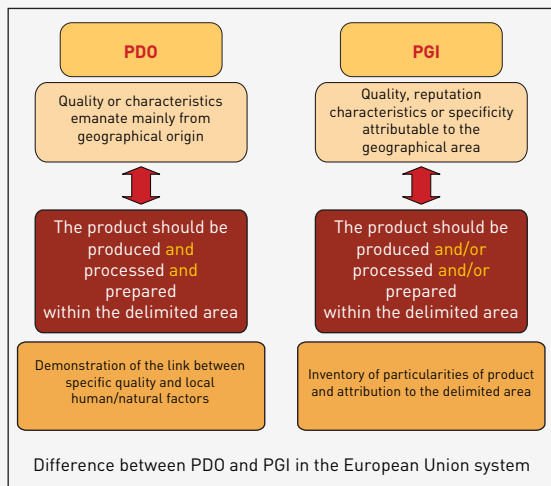 PDO
Quality or characteristics
emanate mainly from
geographical origin
The product should be
produced and
processed and
prepared
within the delimited area
Demonstration of the link between
specific quality and local
human/natural factors
PGI
Quality, reputation
characteristics or specificity
attributable to the
geographical area
The product should be
produced and/or
processed and/or
prepared
within the delimited area
Inventory of particularities of product
and attribution to the delimited area
Difference between PDO and PGI in the European Union system